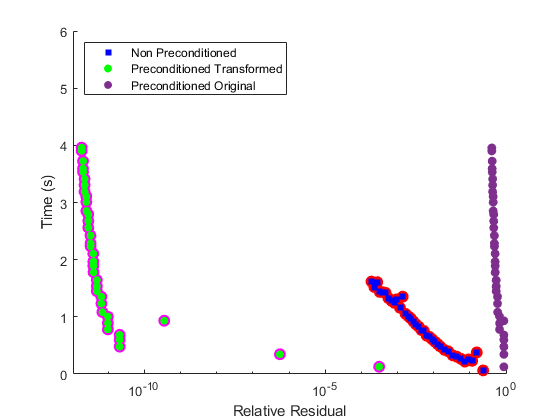 6
5
4
3
2
1
0
Time (s)
Non Preconditioned
Preconditioned Transformed
Preconditioned Original
10^-10
10^-5
10^0
Relative Residual